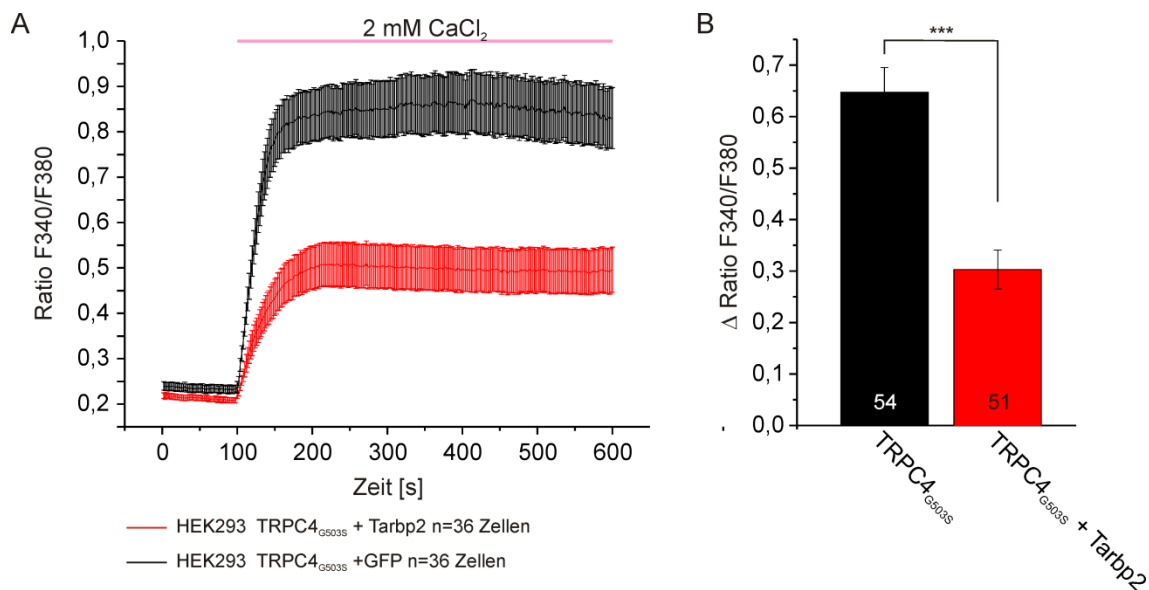 A
2 mM CaCl₂
1,0
0,9
0,8
0,7
0,6
0,5
0,4
0,3
0,2
Ratio F340/F380
0 100 200 300 400 500 600
Zeit [s]
HEK293 TRPC4G503S + Tarbp2 n=36 Zellen
HEK293 TRPC4G503S +GFP n=36 Zellen
B
***
0,7
0,6
0,5
0,4
0,3
0,2
0,1
0,0
-
Δ Ratio F340/F380
54
51
TRPC4G503S
TRPC4G503S + Tarbp2